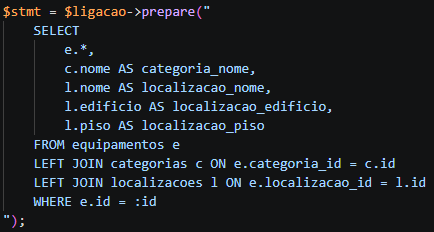 $stmt = $ligacao->prepare("
    SELECT
        e.*,
        c.nome AS categoria_nome,
        l.nome AS localizacao_nome,
        l.edificio AS localizacao_edificio,
        l.piso AS localizacao_piso
    FROM equipamentos e
    LEFT JOIN categorias c ON e.categoria_id = c.id
    LEFT JOIN localizacoes l ON e.localizacao_id = l.id
    WHERE e.id = :id
");